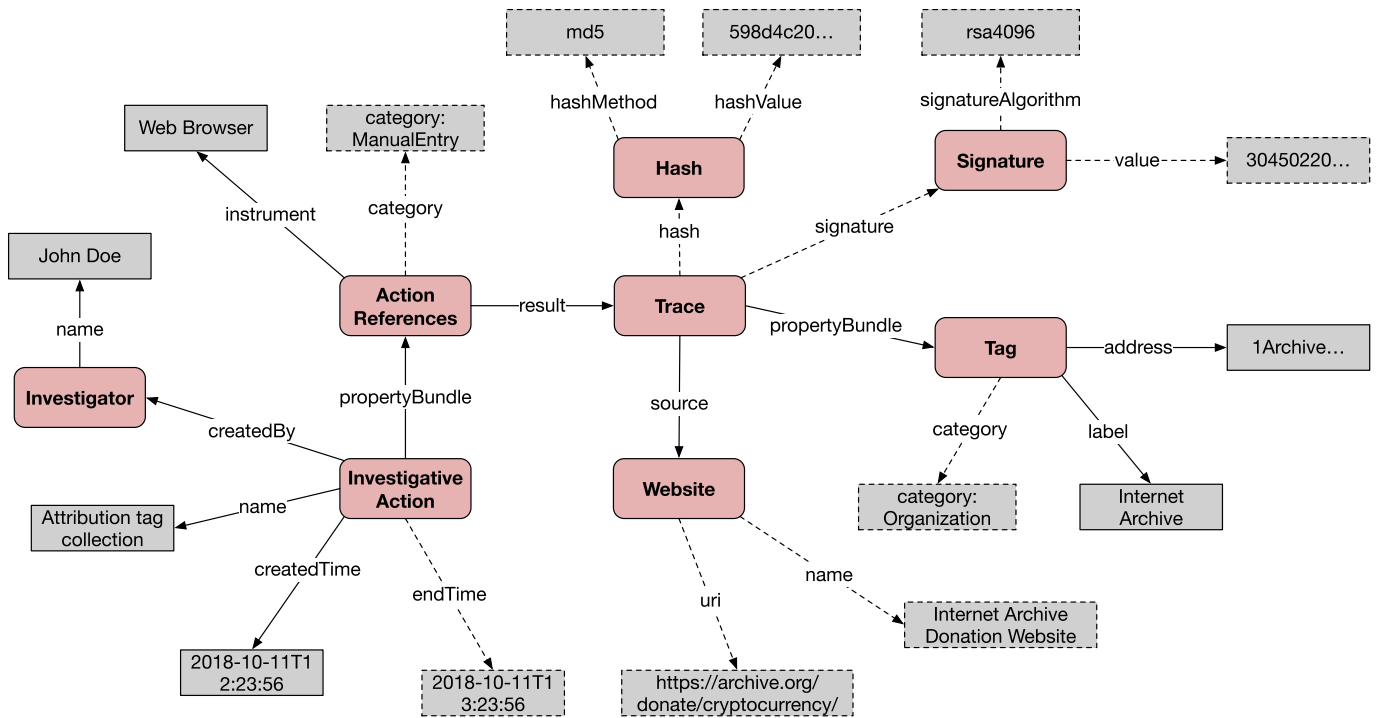 md5
598d4c20...
rsa4096
hashMethod
hashValue
signatureAlgorithm
Web Browser
category:
ManualEntry
Hash
Signature
value
30450220...
instrument
category
hash
signature
John Doe
name
Action
References
result
Trace
propertyBundle
Tag
address
1Archive...
Investigator
createdBy
propertyBundle
source
category
label
Investigative
Action
Website
category:
Organization
Internet
Archive
name
Attribution tag
collection
createdTime
endTime
uri
name
Internet Archive
Donation Website
2018-10-11T1
2:23:56
2018-10-11T1
3:23:56
https://archive.org/
donate/cryptocurrency/